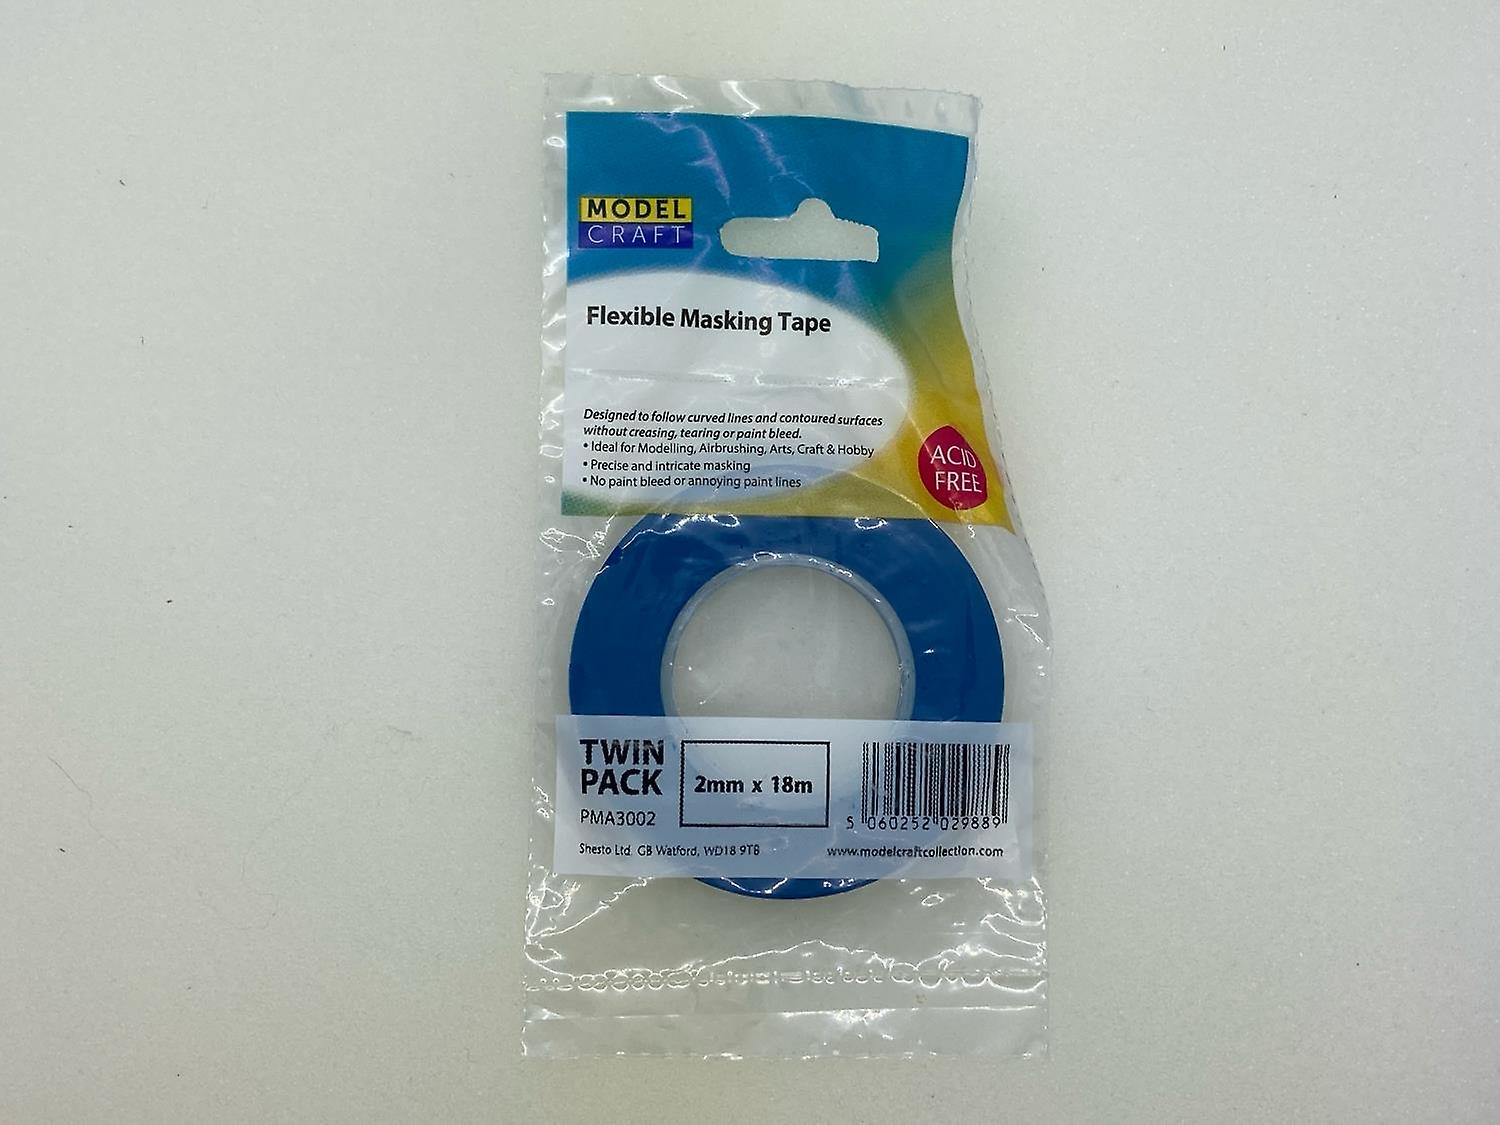 MODEL
CRAFT
Flexible Masking Tape
Designed to follow curved lines and contoured surfaces
without creasing, tearing or paint bleed.
• Ideal for Modelling, Airbrushing, Arts, Craft & Hobby
• Precise and intricate masking
• No paint bleed or annoying paint lines
ACID
FREE
TWIN
PACK
PMA3002
2mm x 18m
5 060252 029889
Shesto Ltd. GB Watford, WD18 9TB
www.modelcraftcollection.com